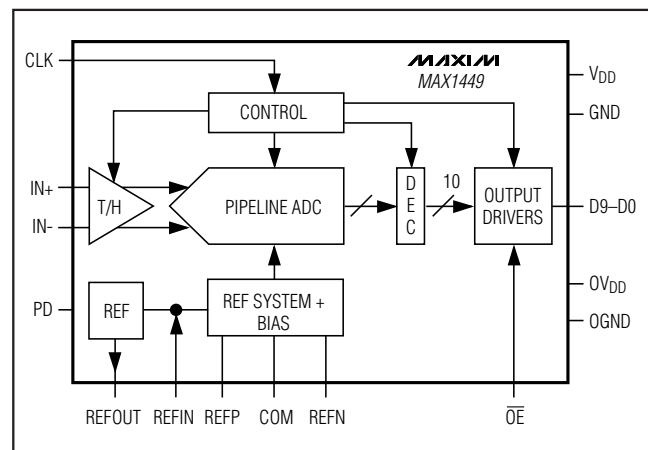 CLK
MAXIM
MAX1449
VDD
GND
CONTROL
IN+
IN-
T/H
PIPELINE ADC
D
E
C
10
OUTPUT
DRIVERS
D9–D0
PD
REF
REF SYSTEM +
BIAS
OVDD
OGND
REFOUT
REFIN
REFP
COM
REFN
OE